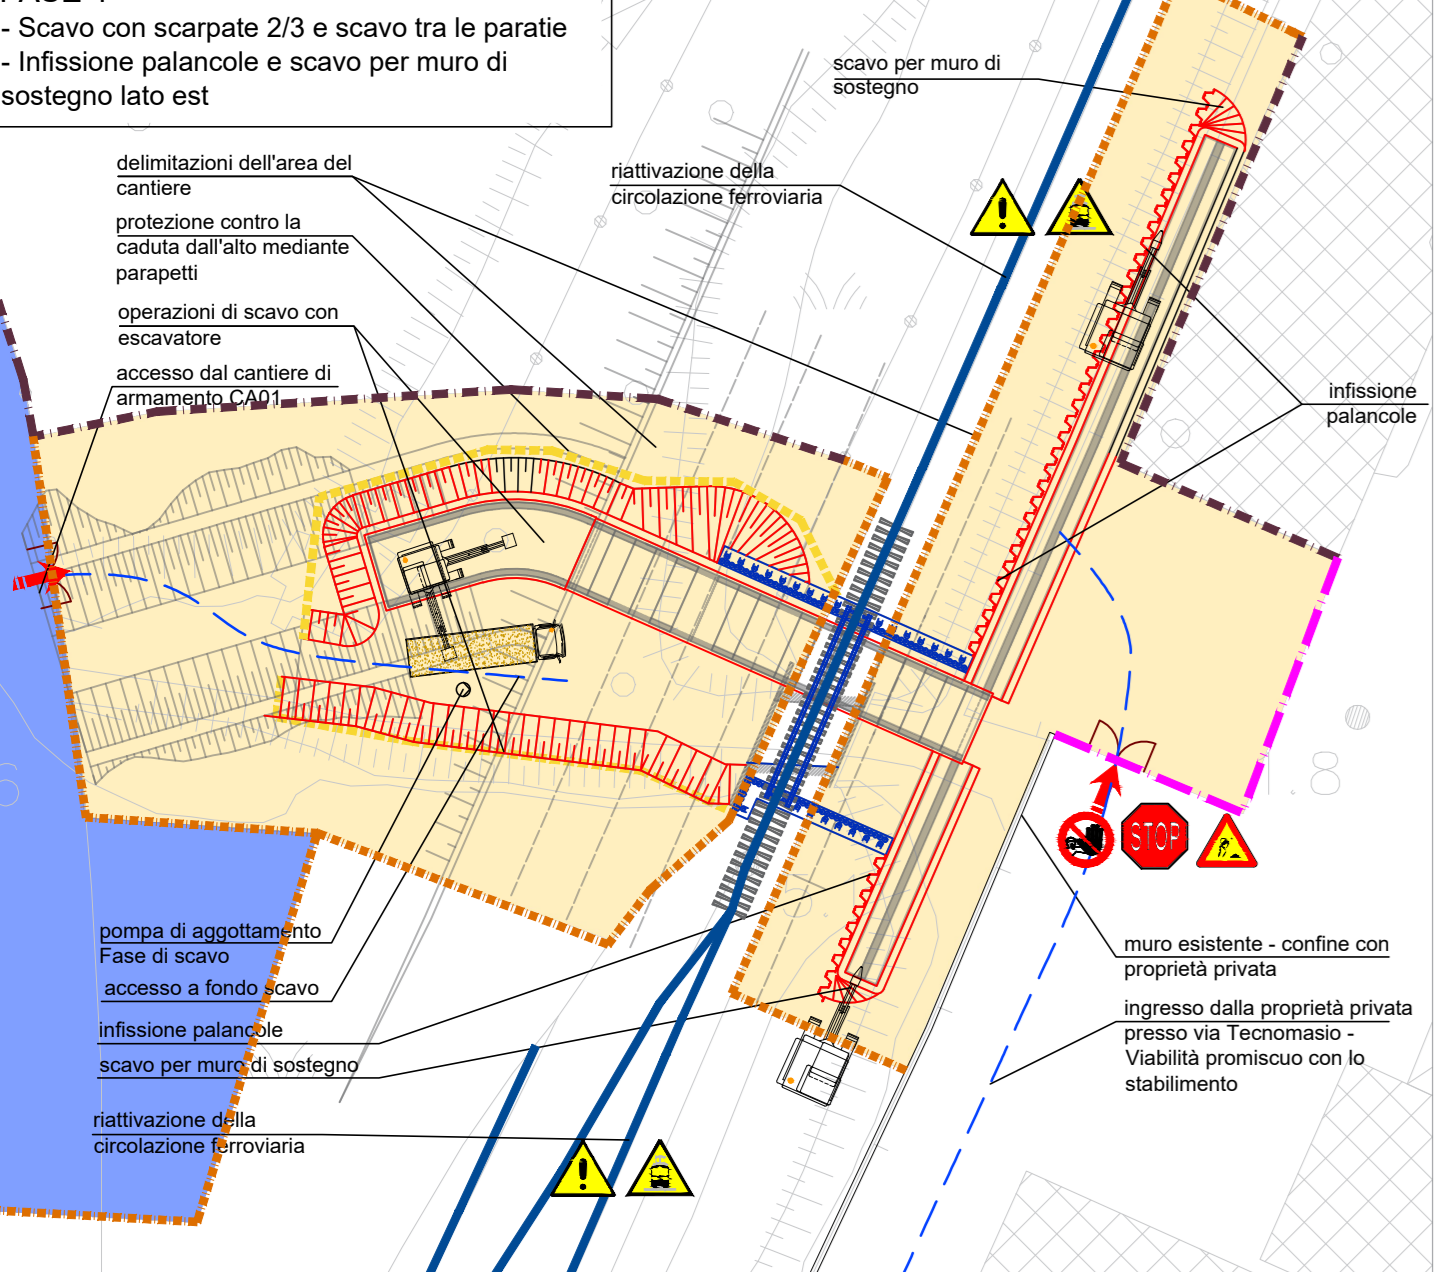 - Scavo con scarpate 2/3 e scavo tra le paratie
- Infissione palancole e scavo per muro di
sostegno lato est
scavo per muro di
sostegno
delimitazioni dell'area del
cantiere
riattivazione della
circolazione ferroviaria
protezione contro la
caduta dall'alto mediante
parapetti
operazioni di scavo con
escavatore
accesso dal cantiere di
armamento CA01
infissione
palancole
STOP
pompa di aggottamento
Fase di scavo
accesso a fondo scavo
infissione palancole
scavo per muro di sostegno
riattivazione della
circolazione ferroviaria
muro esistente - confine con
proprietà privata
ingresso dalla proprietà privata
presso via Tecnomasio -
Viabilità promiscuo con lo
stabilimento
8